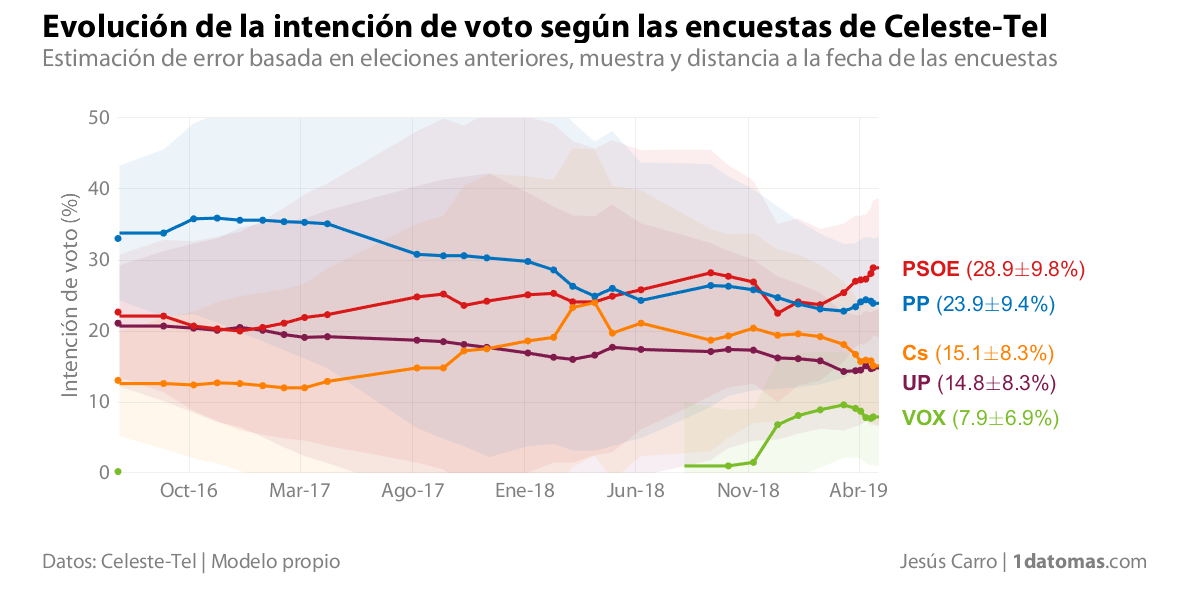 Evolución de la intención de voto según las encuestas de Celeste-Tel
Estimación de error basada en eleciones anteriores, muestra y distancia a la fecha de las encuestas
Intención de voto (%)
50
40
30
20
10
0
Oct-16 Mar-17 Ago-17 Ene-18 Jun-18 Nov-18 Abr-19
PSOE (28.9±9.8%)
PP (23.9±9.4%)
Cs (15.1±8.3%)
UP (14.8±8.3%)
VOX (7.9±6.9%)
Datos: Celeste-Tel | Modelo propio
Jesús Carro | 1datomas.com